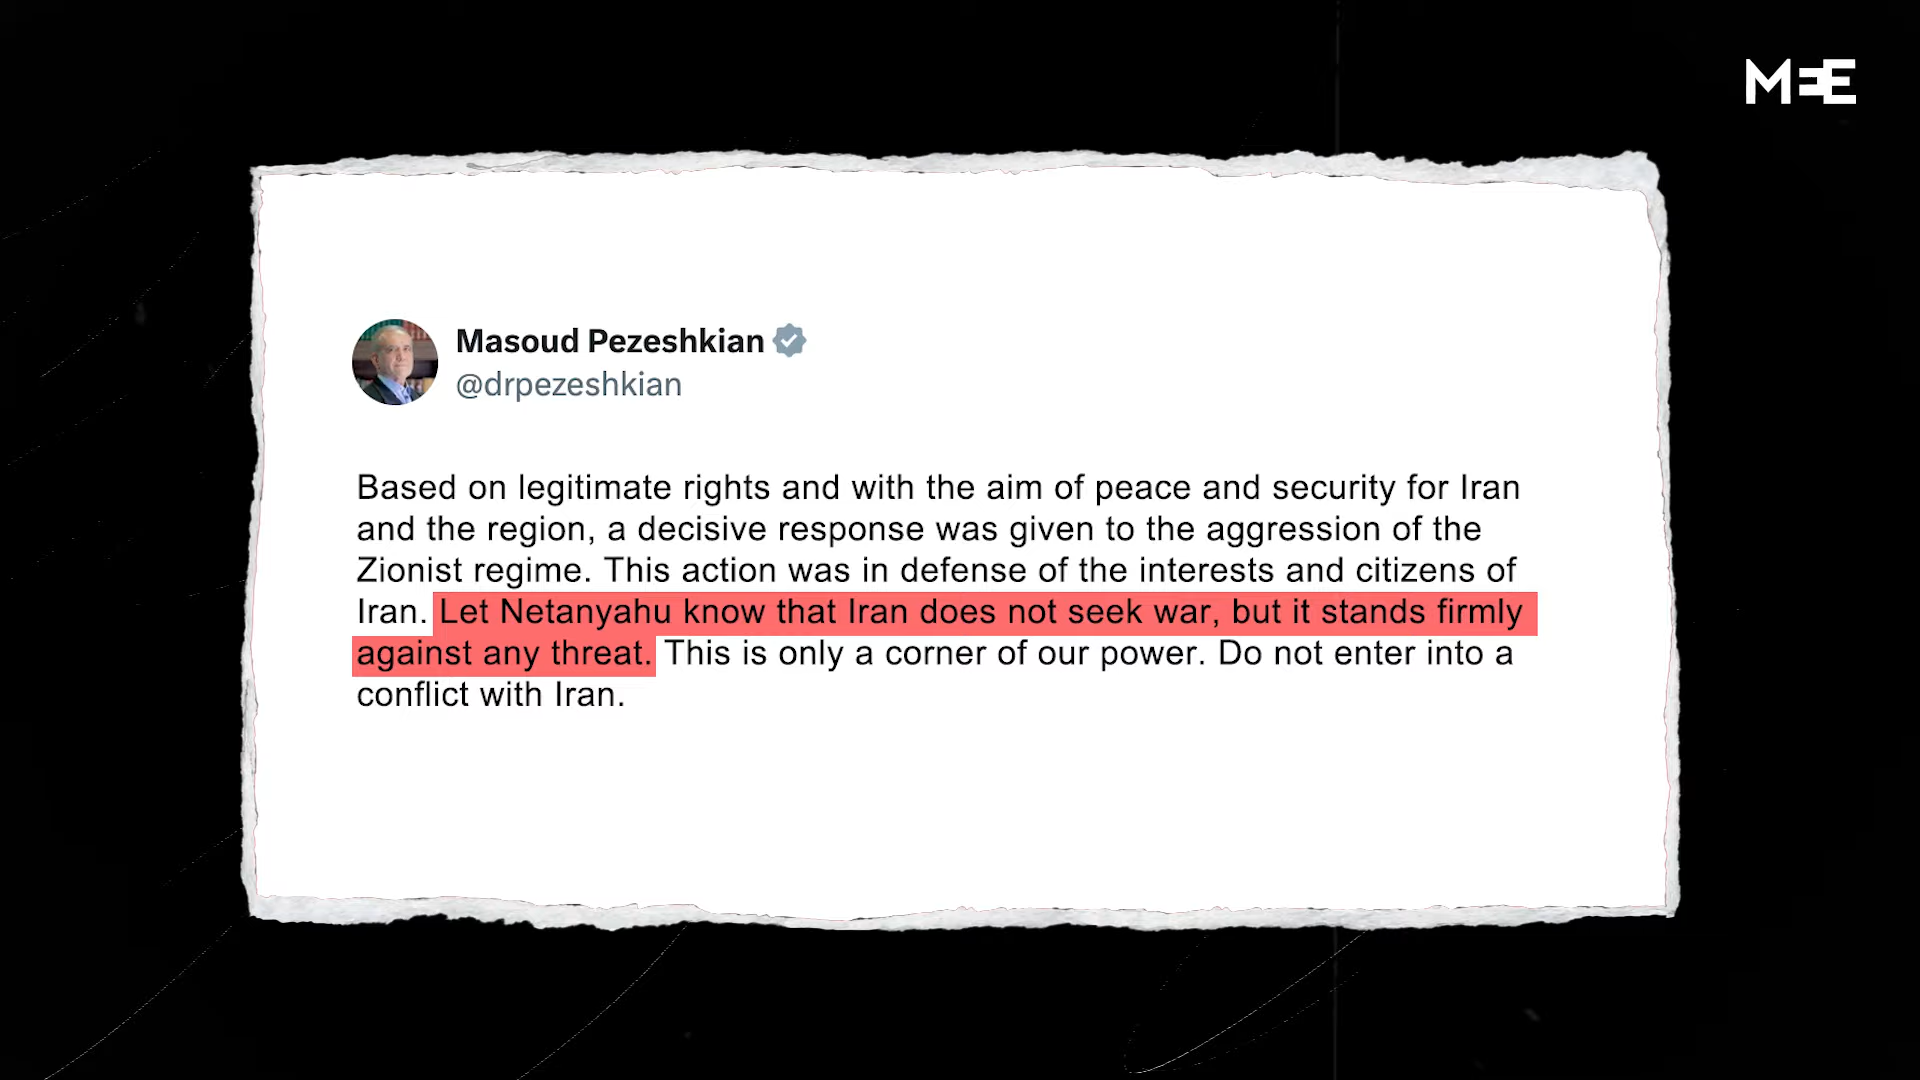 MEE
Masoud Pezeshkian
@drpezeshkian
Based on legitimate rights and with the aim of peace and security for Iran
and the region, a decisive response was given to the aggression of the
Zionist regime. This action was in defense of the interests and citizens of
Iran. Let Netanyahu know that Iran does not seek war, but it stands firmly
against any threat. This is only a corner of our power. Do not enter into a
conflict with Iran.